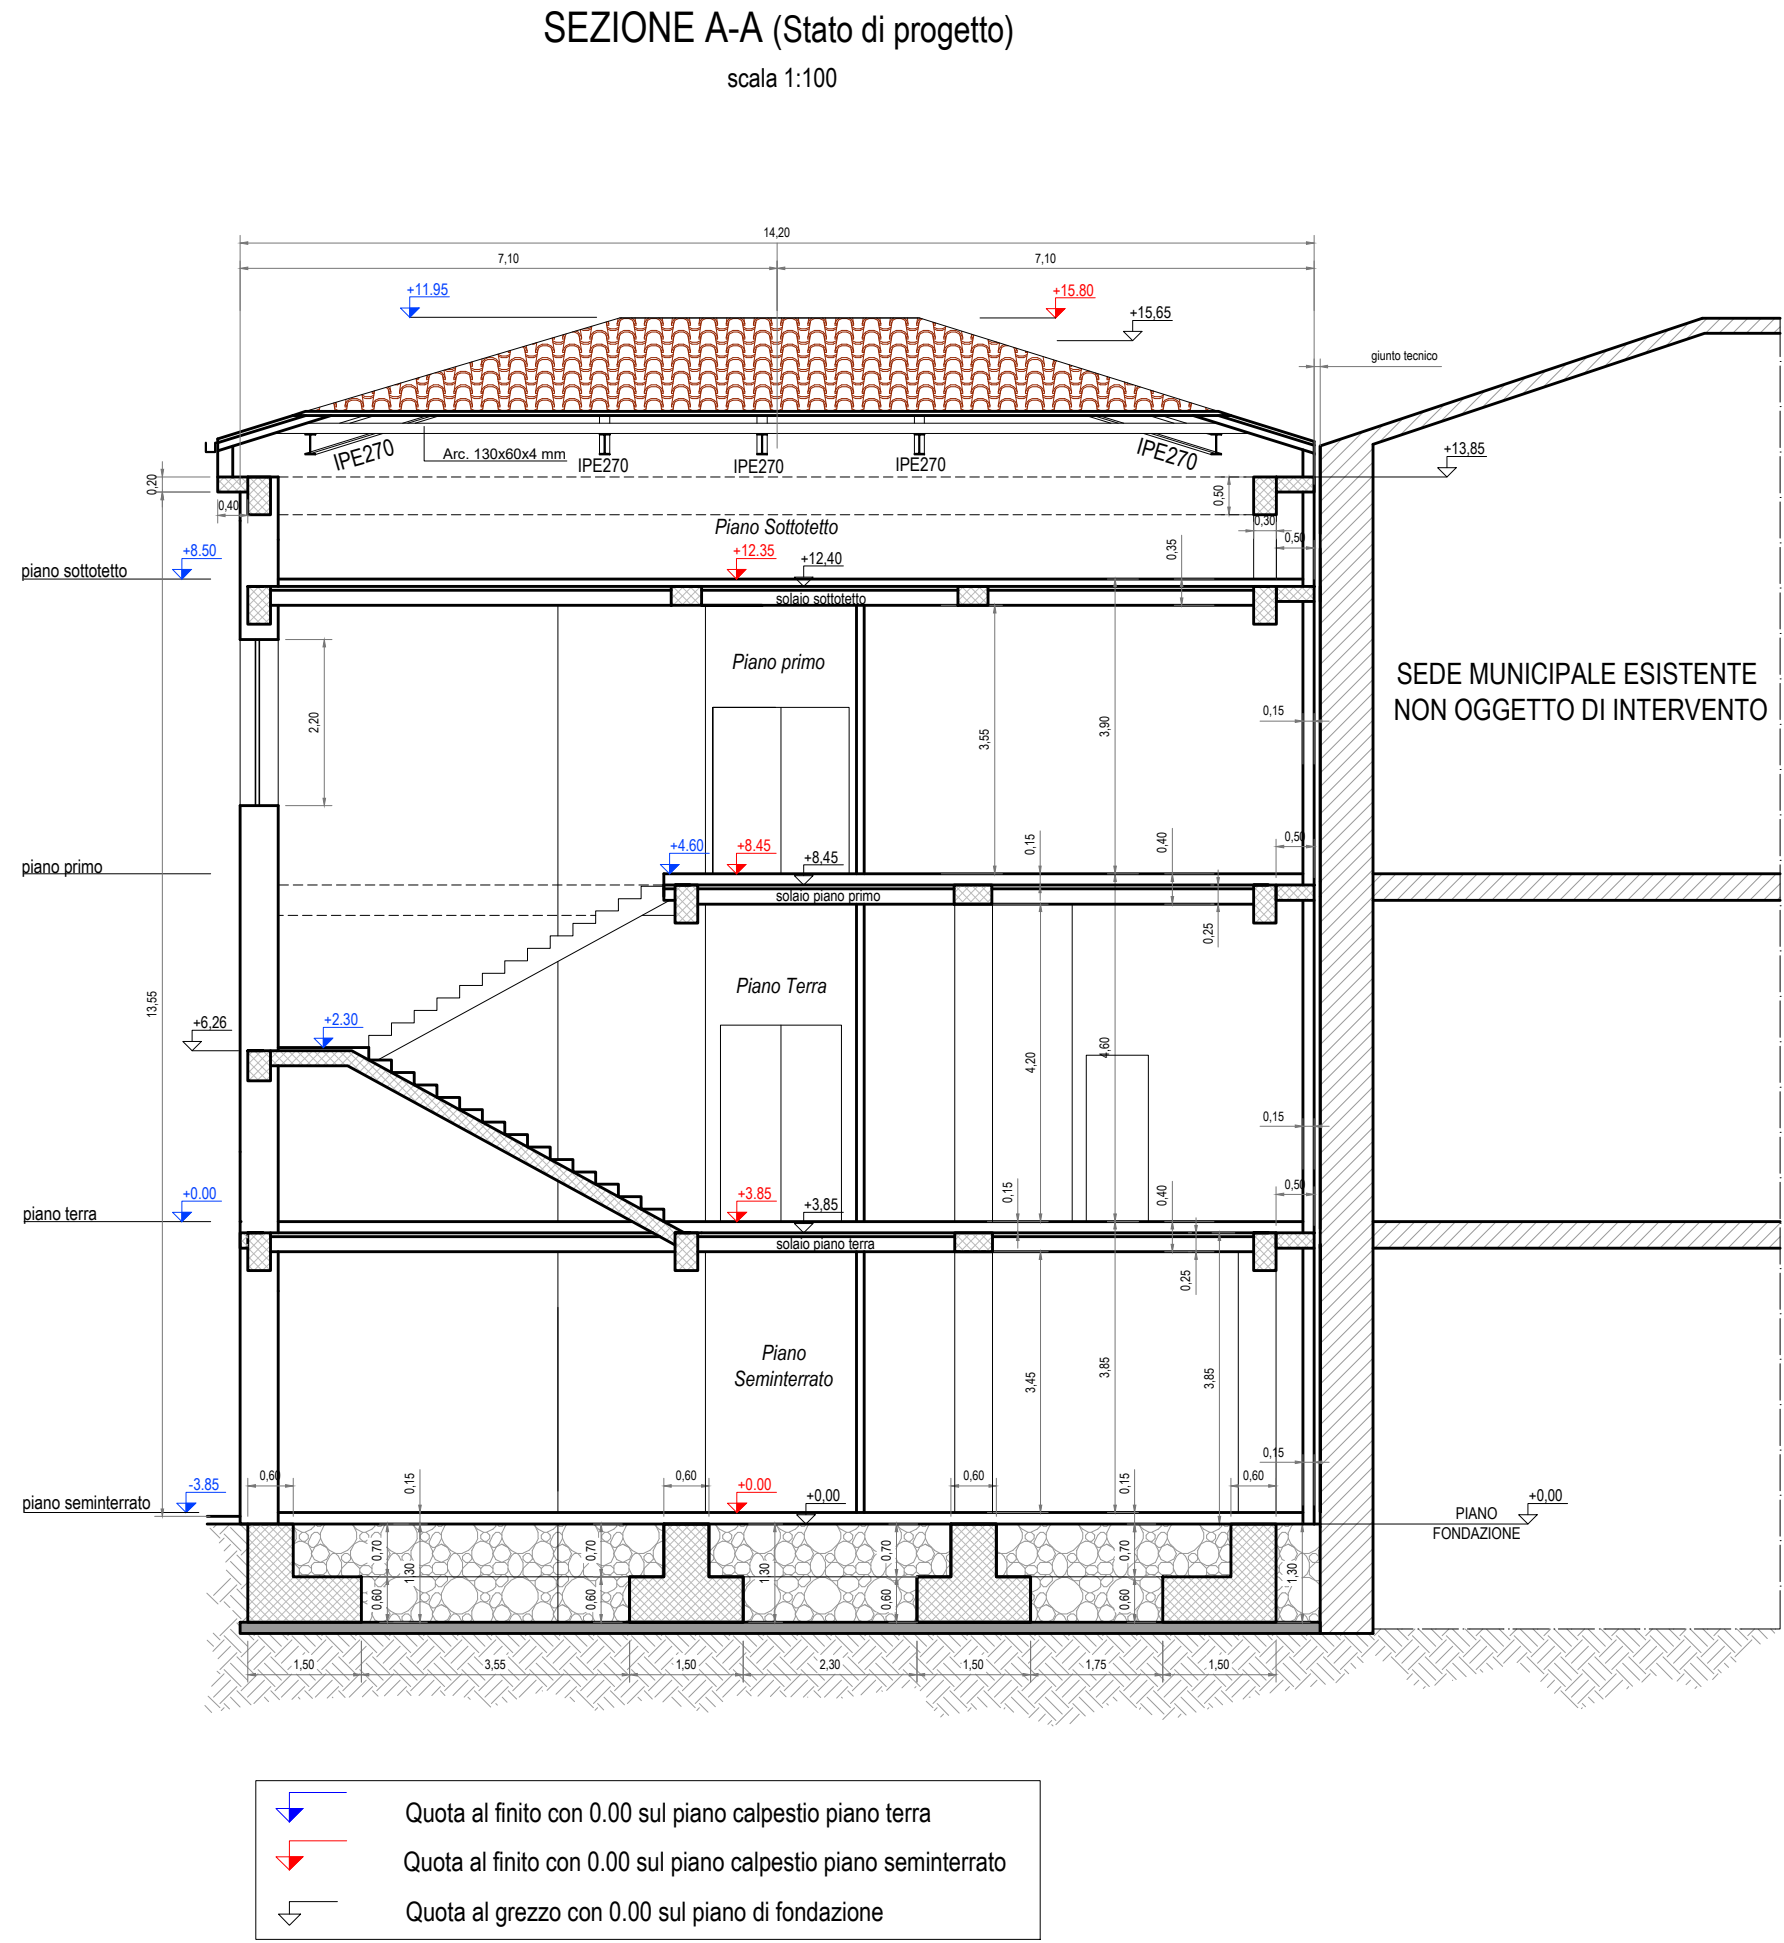 SEZIONE A-A (Stato di progetto)
scala 1:100
14,20
7,10
7,10
+11.95
+15.80
+15,65
giunto tecnico
IPE270
Arc. 130x60x4 mm
IPE270
IPE270
IPE270
IPE270
+13,85
0,20
0,40
0,50
0,30
0,50
Piano Sottotetto
+8.50
piano sottotetto
+12.35
+12,40
0,35
solaio sottotetto
Piano primo
SEDE MUNICIPALE ESISTENTE
NON OGGETTO DI INTERVENTO
2,20
3,55
3,90
0,15
piano primo
+4.60
+8.45
+8,45
0,15
0,40
0,50
solaio piano primo
0,25
Piano Terra
13,55
+6,26
+2.30
4,20
4,60
0,15
+0.00
piano terra
+3.85
+3,85
0,15
0,40
0,50
solaio piano terra
0,25
Piano
Seminterrato
3,45
3,85
3,85
0,15
-3.85
piano seminterrato
0,60
0,15
0,60
+0.00
+0,00
0,60
0,15
0,60
+0,00
PIANO
FONDAZIONE
0,70
1,30
0,60
0,70
0,60
1,30
0,70
0,60
0,70
0,60
1,30
1,50
3,55
1,50
2,30
1,50
1,75
1,50
Quota al finito con 0.00 sul piano calpestio piano terra
Quota al finito con 0.00 sul piano calpestio piano seminterrato
Quota al grezzo con 0.00 sul piano di fondazione